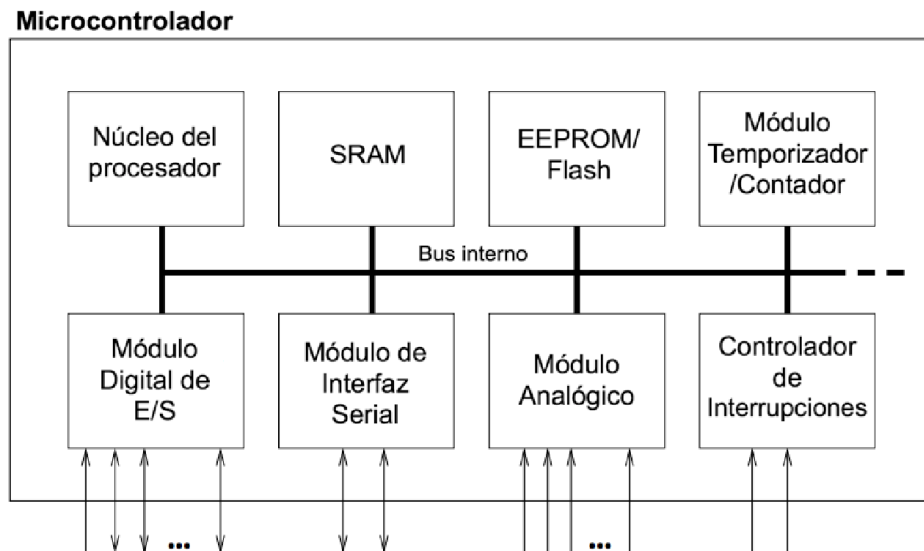 Microcontrolador
Núcleo del
procesador
SRAM
EEPROM/
Flash
Módulo
Temporizador
/Contador
Bus interno
Módulo
Digital de
E/S
Módulo de
Interfaz
Serial
Módulo
Analógico
Controlador
de
Interrupciones
...
...